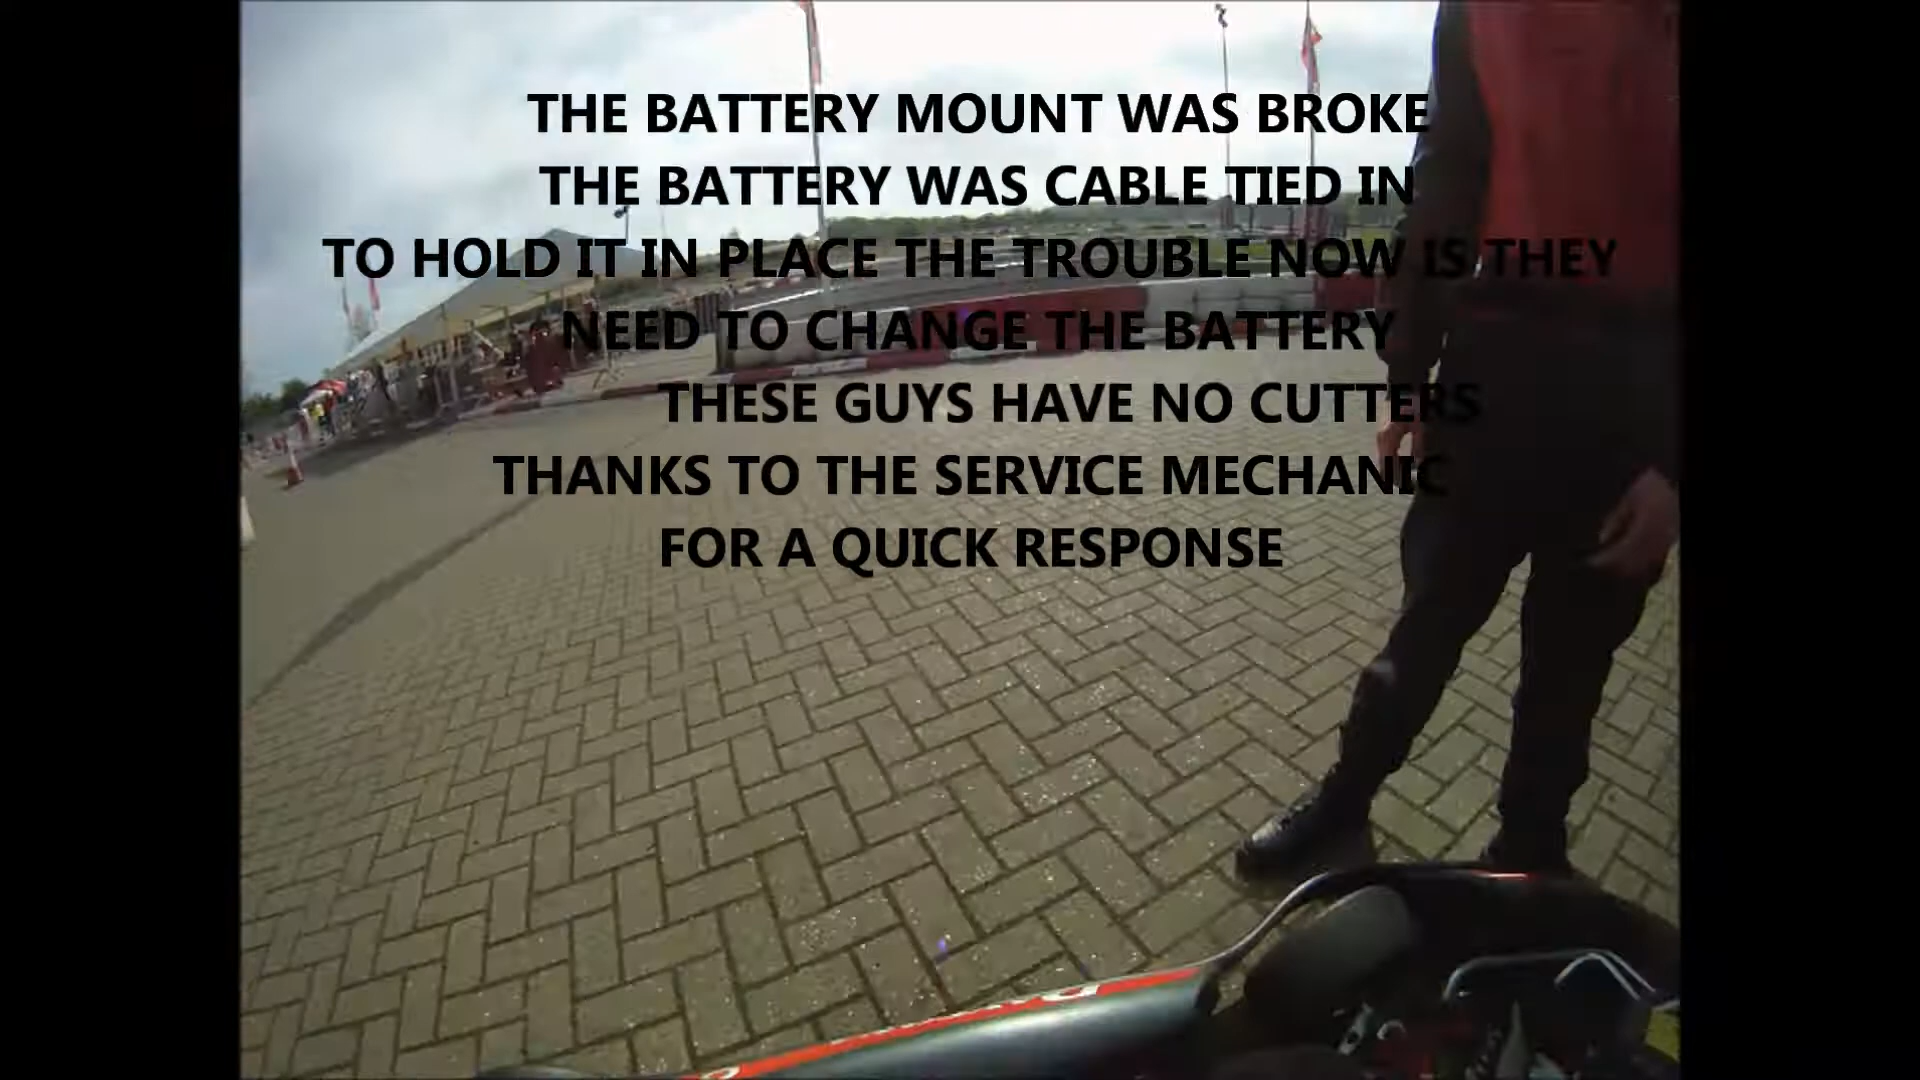 THE BATTERY MOUNT WAS BROKE
THE BATTERY WAS CABLE TIED IN
TO HOLD IT IN PLACE THE TROUBLE NOW IS THEY
NEED TO CHANGE THE BATTERY
THESE GUYS HAVE NO CUTTERS
THANKS TO THE SERVICE MECHANIC
FOR A QUICK RESPONSE